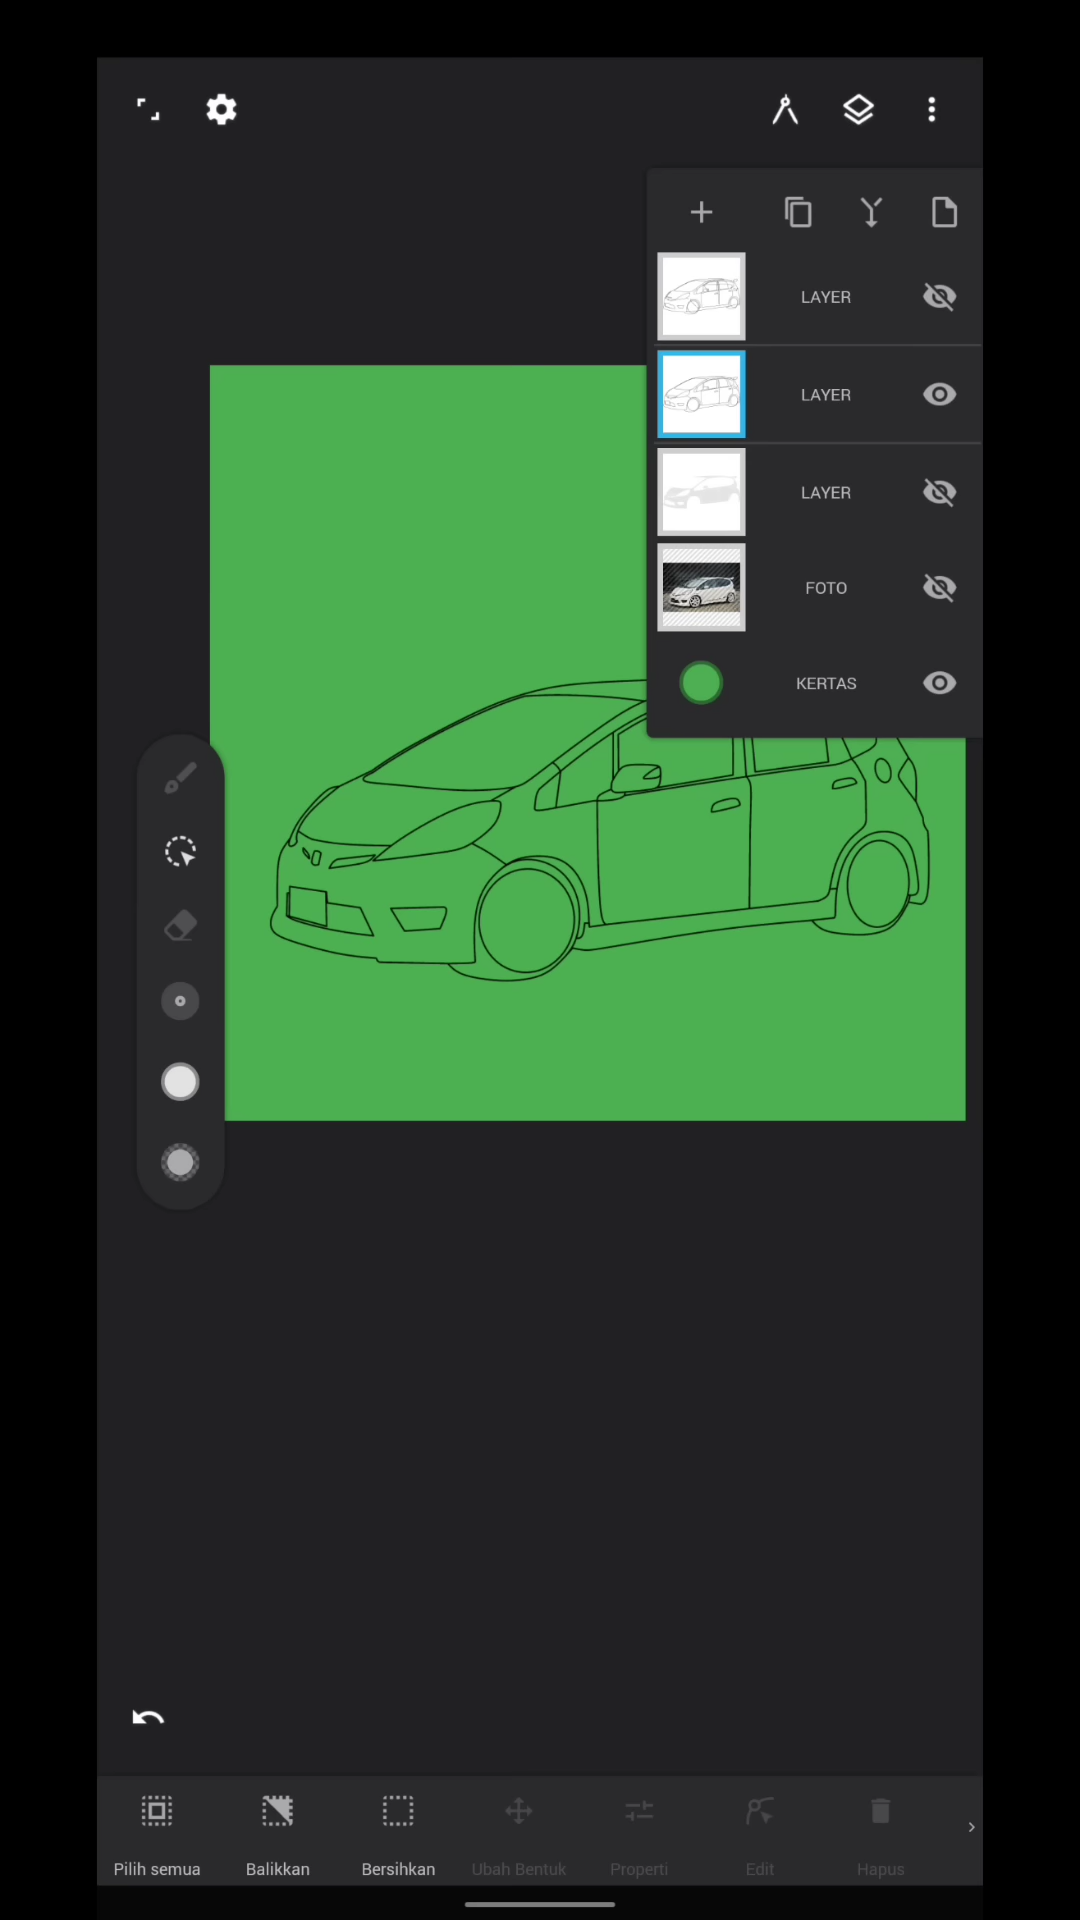 LAYER
LAYER
LAYER
FOTO
KERTAS
Pilih semua
Balikkan
Bersihkan
Ubah Bentuk
Properti
Edit
Hapus